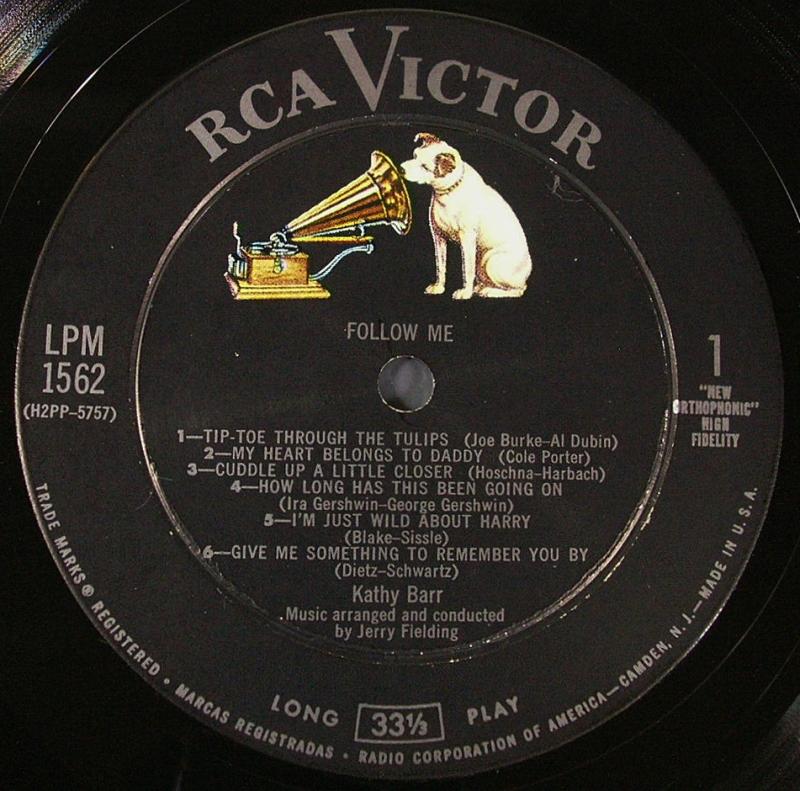 RCA VICTOR
FOLLOW ME
LPM
1562
(H2PP-5757)
1
"NEW
ORTHOPHONIC"
HIGH
FIDELITY
1—TIP-TOE THROUGH THE TULIPS (Joe Burke-Al Dubin)
2—MY HEART BELONGS TO DADDY (Cole Porter)
3—CUDDLE UP A LITTLE CLOSER (Hoschna-Harbach)
4—HOW LONG HAS THIS BEEN GOING ON
(Ira Gershwin-George Gershwin)
5—I'M JUST WILD ABOUT HARRY
(Blake-Sissle)
6—GIVE ME SOMETHING TO REMEMBER YOU BY
(Dietz-Schwartz)
Kathy Barr
Music arranged and conducted
by Jerry Fielding
LONG 33⅓ PLAY
TRADE MARKS ® REGISTERED • MARCAS REGISTRADAS • RADIO CORPORATION OF AMERICA—CAMDEN, N. J.—MADE IN U. S. A.